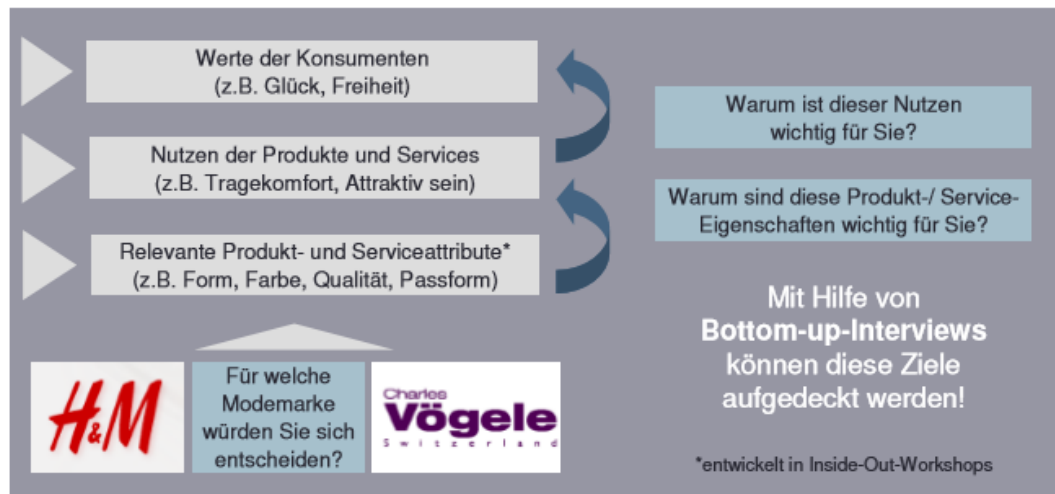 Werte der Konsumenten
(z.B. Glück, Freiheit)
Warum ist dieser Nutzen
wichtig für Sie?
Nutzen der Produkte und Services
(z.B. Tragekomfort, Attraktiv sein)
Warum sind diese Produkt-/ Service-
Eigenschaften wichtig für Sie?
Relevante Produkt- und Serviceattribute*
(z.B. Form, Farbe, Qualität, Passform)
Mit Hilfe von
Bottom-up-Interviews
können diese Ziele
aufgedeckt werden!
H&M
Für welche
Modemarke
würden Sie sich
entscheiden?
Charles
Vögele
Switzerland
*entwickelt in Inside-Out-Workshops